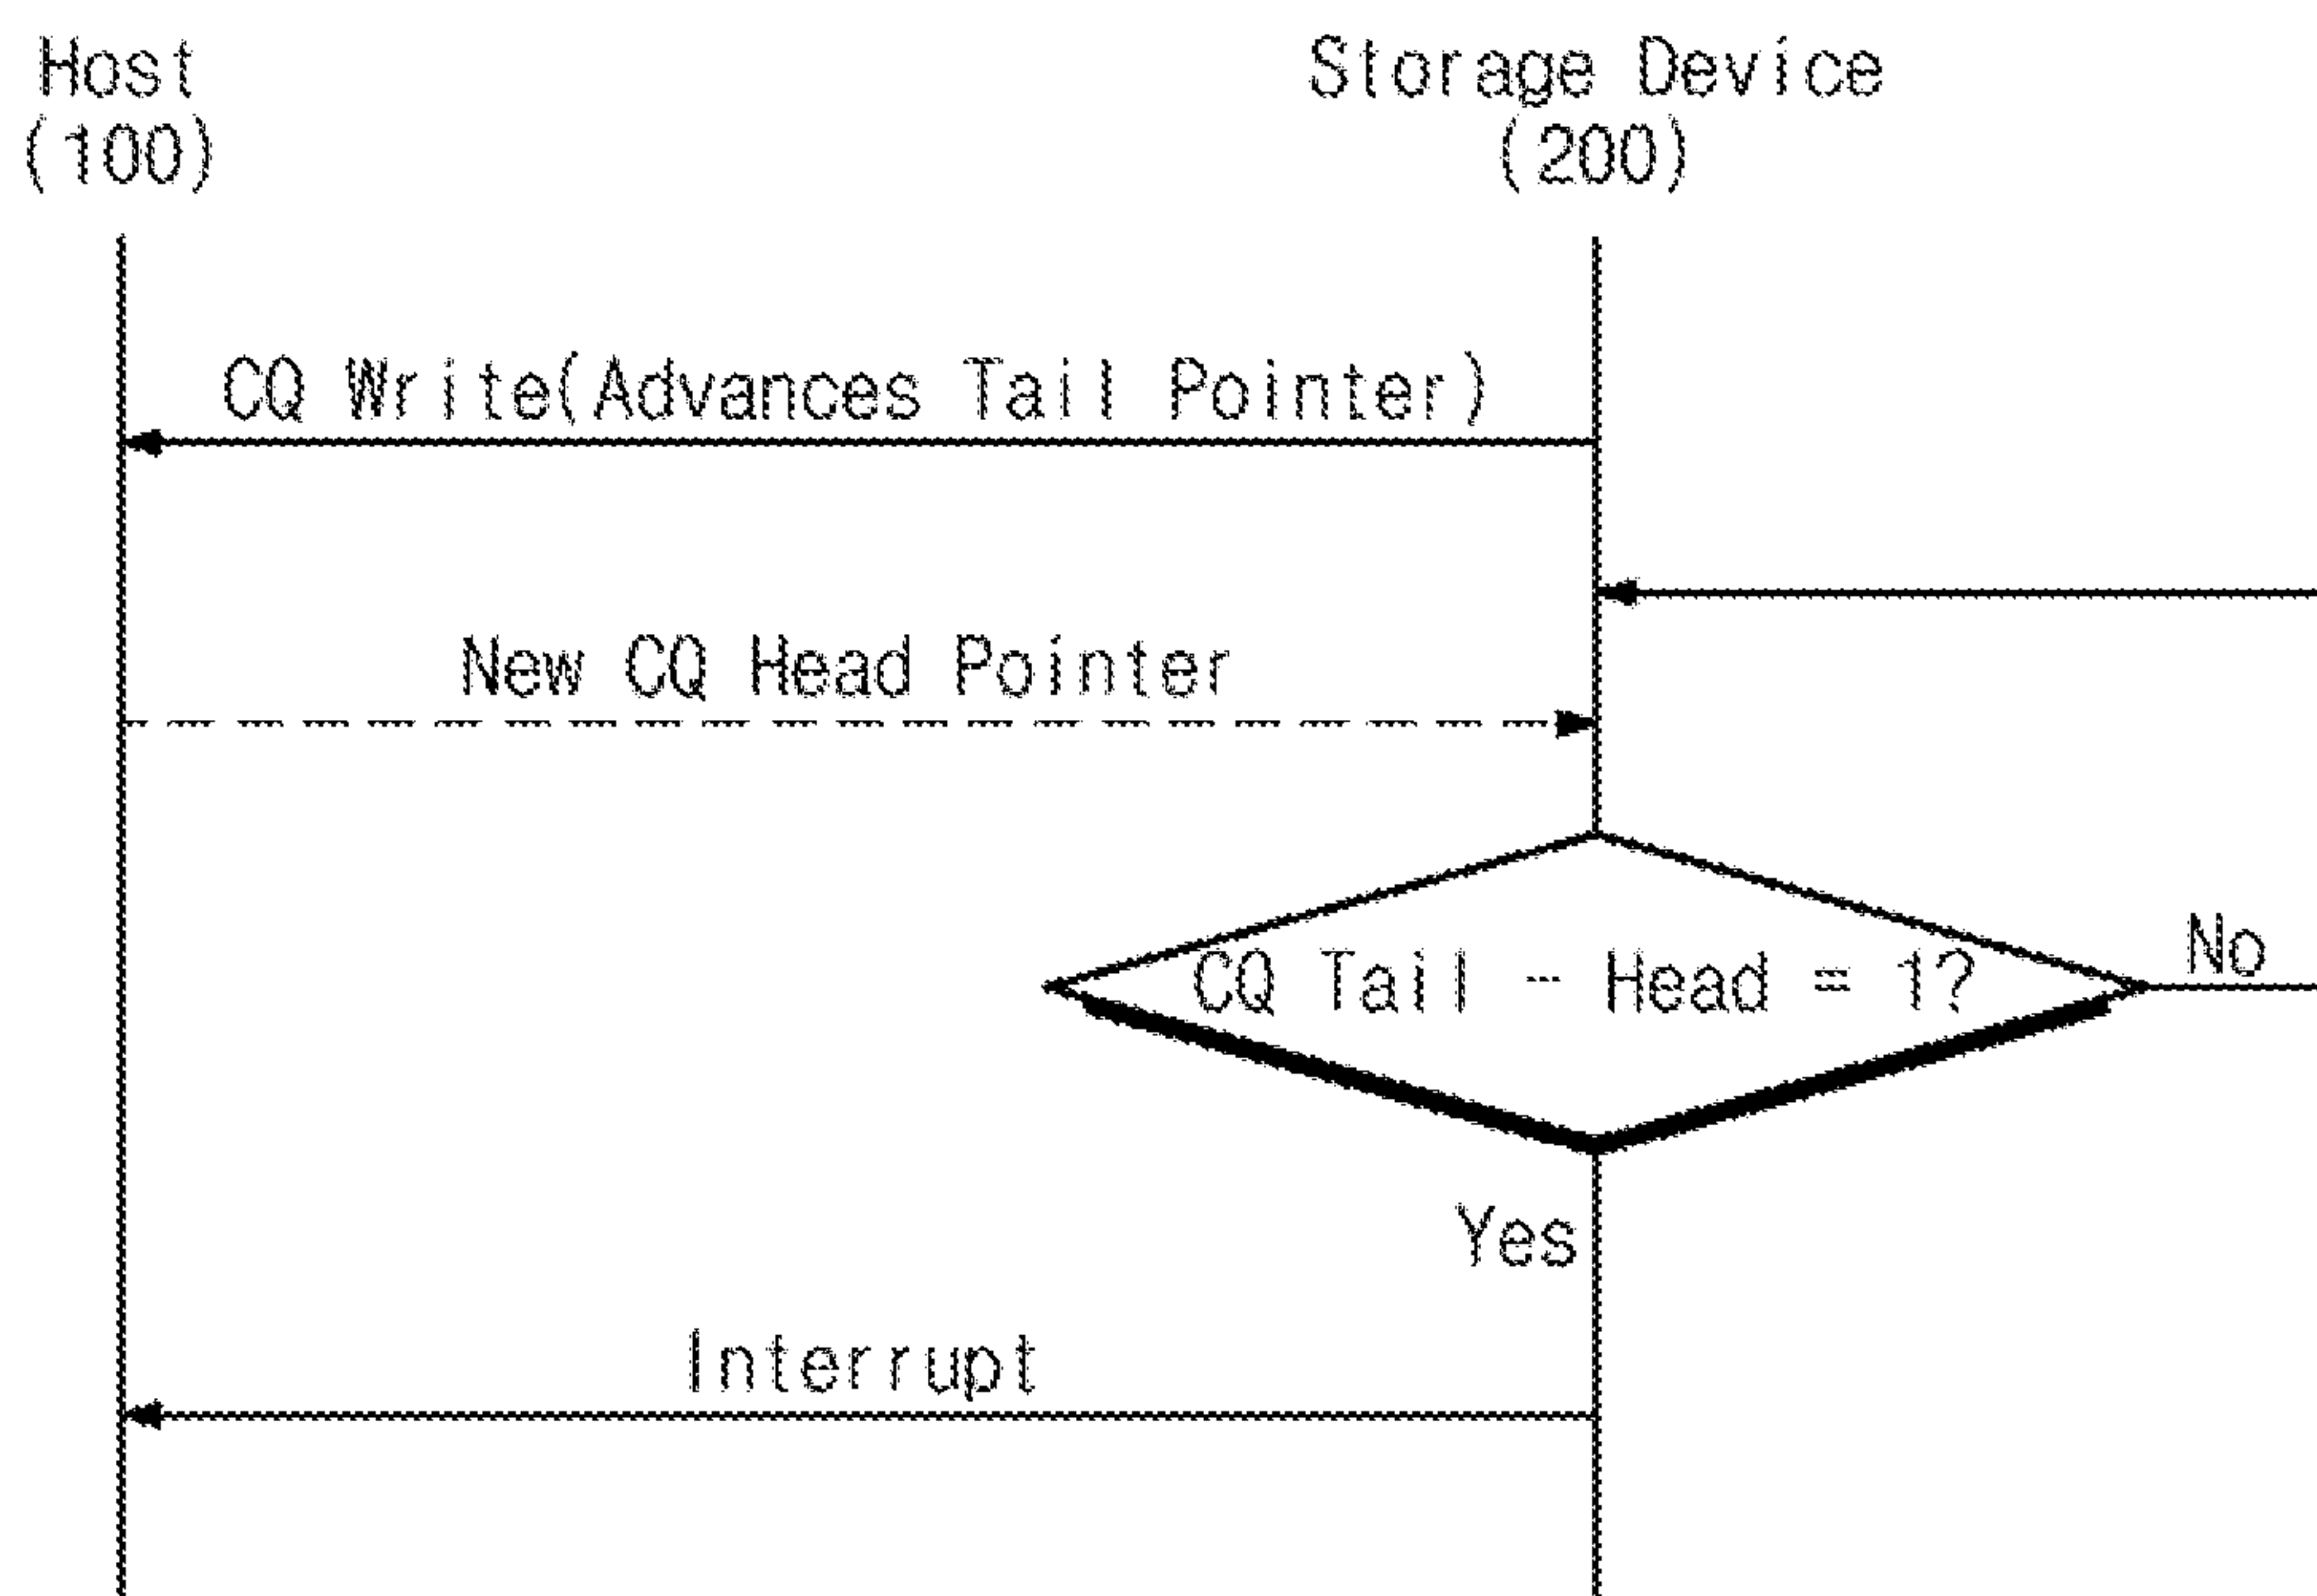 Host
(100)
Storage Device
(200)
CQ Write(Advances Tail Pointer)
New CQ Head Pointer
CQ Tail - Head = 1?
No
Yes
Interrupt